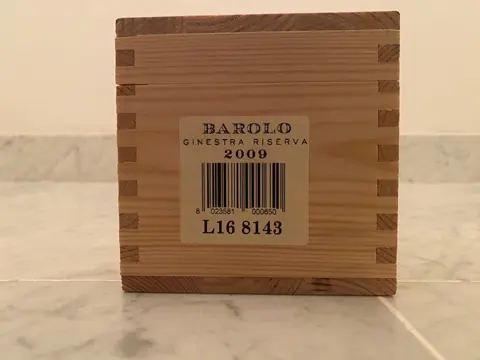 BAROLO
GINESTRA RISERVA
2009
8 023581 000850
L16 8143